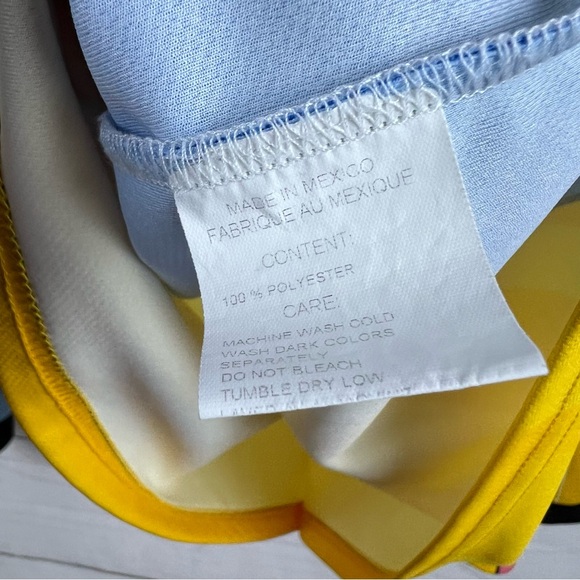 MADE IN MEXICO
FABRIQUE AU MEXIQUE
CONTENT:
100 % POLYESTER
CARE:
MACHINE WASH COLD
WASH DARK COLORS
SEPARATELY
DO NOT BLEACH
TUMBLE DRY LOW